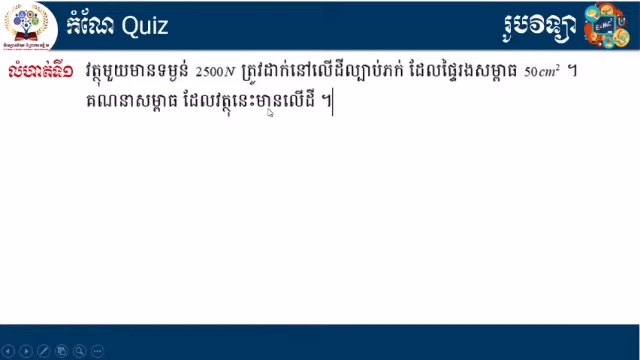 កំណែ Quiz
រូបវិទ្យា
លំហាត់ទី១ វត្ថុមួយមានទម្ងន់ 2500N ត្រូវដាក់នៅលើដីល្បាប់ភក់ ដែលផ្ទៃរងសម្ពាធ 50cm² ។
គណនាសម្ពាធ ដែលវត្ថុនេះមានលើដី ។